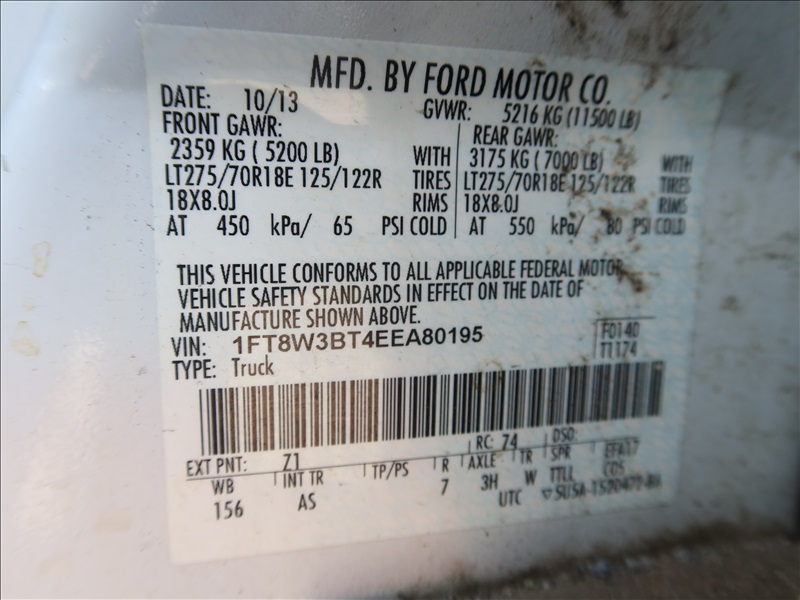 MFD. BY FORD MOTOR CO.
DATE: 10/13 GVWR: 5216 KG (11500 LB)
FRONT GAWR: REAR GAWR:
2359 KG ( 5200 LB) WITH 3175 KG ( 7000 LB) WITH
LT275/70R18E 125/122R TIRES LT275/70R18E 125/122R TIRES
18X8.0J RIMS 18X8.0J RIMS
AT 450 kPa/ 65 PSI COLD AT 550 kPa/ 80 PSI COLD
THIS VEHICLE CONFORMS TO ALL APPLICABLE FEDERAL MOTOR
VEHICLE SAFETY STANDARDS IN EFFECT ON THE DATE OF
MANUFACTURE SHOWN ABOVE.
VIN: 1FT8W3BT4EEA80195 F0140
TYPE: Truck T1174
EXT PNT: Z1 RC: 74 DSO:
WB INT TR TP/PS R AXLE TR SPR EFA17
156 AS 7 3H W TTLL COS
UTC